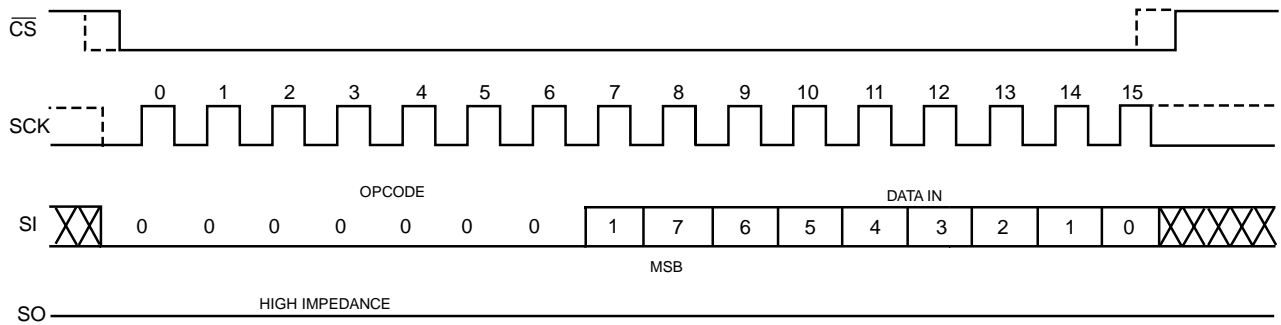 CS
0 1 2 3 4 5 6 7 8 9 10 11 12 13 14 15
SCK
OPCODE DATA IN
SI 0 0 0 0 0 0 0 1 7 6 5 4 3 2 1 0
MSB
HIGH IMPEDANCE
SO